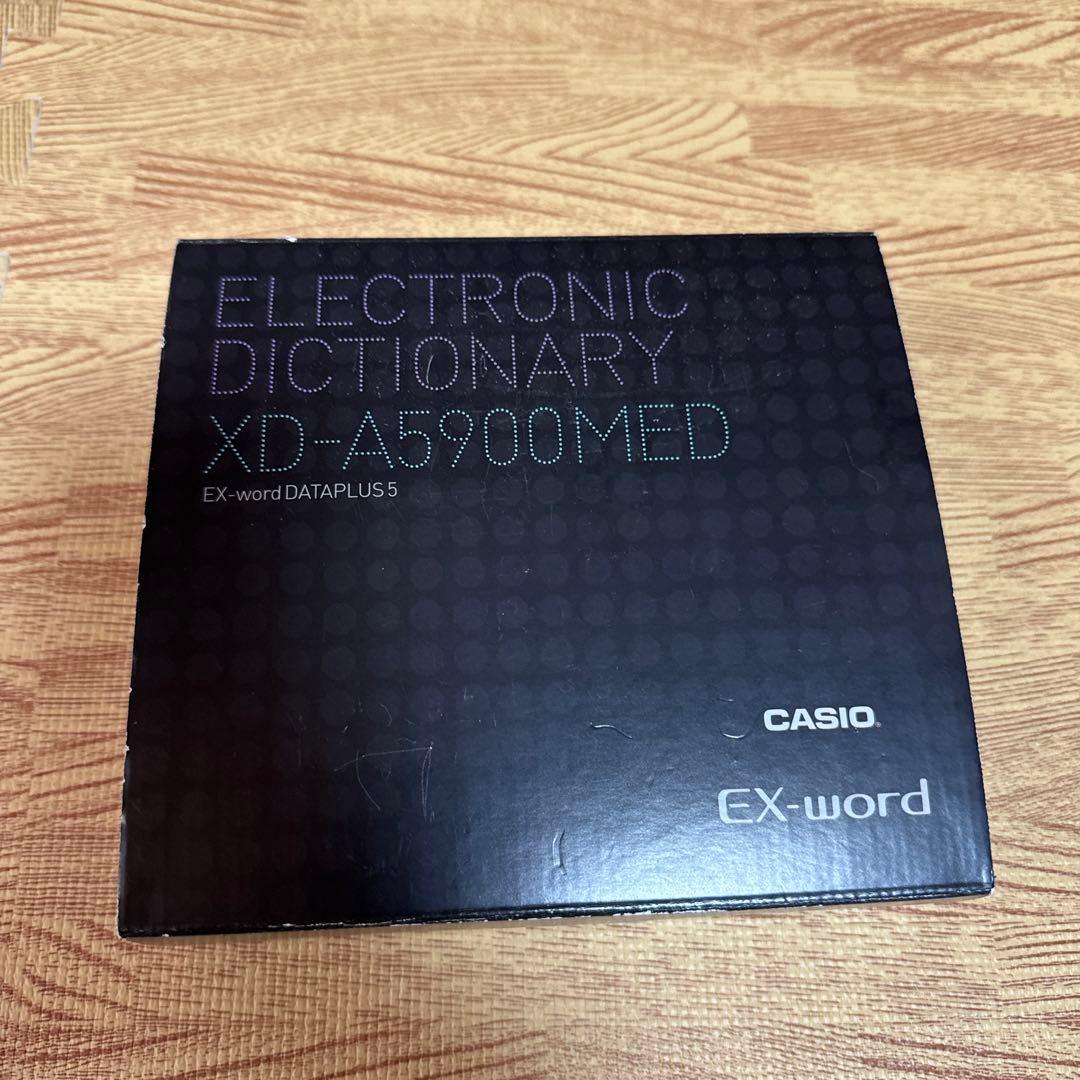 ELECTRONIC
DICTIONARY
XD-A5900MED
EX-word DATAPLUS 5
CASIO
EX-word